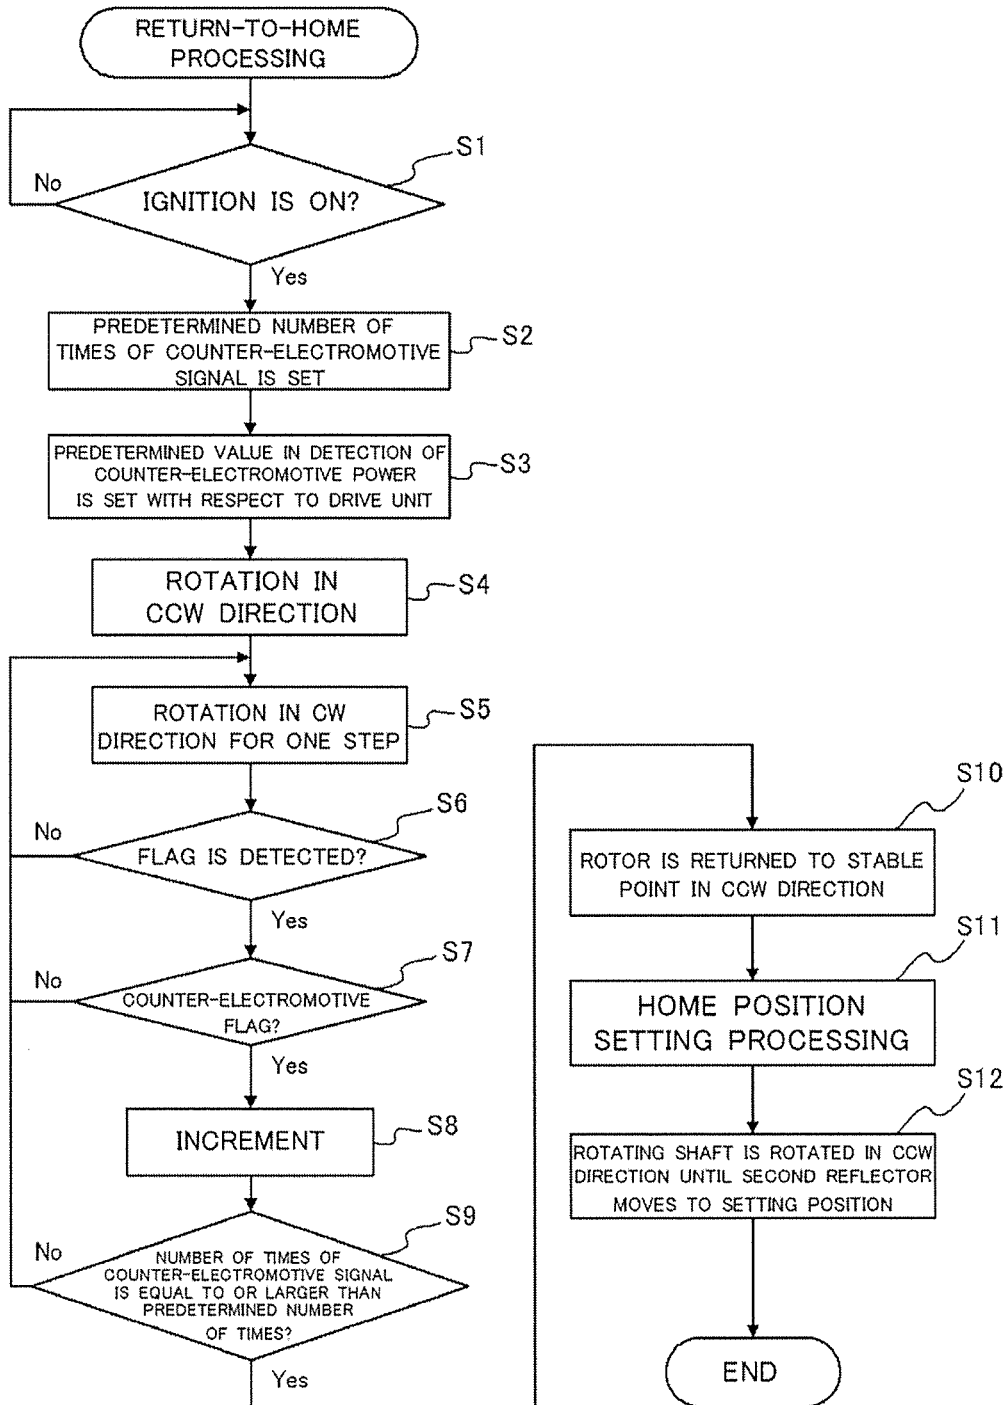 RETURN-TO-HOME
PROCESSING
S1
No
IGNITION IS ON?
Yes
PREDETERMINED NUMBER OF
TIMES OF COUNTER-ELECTROMOTIVE
SIGNAL IS SET
S2
PREDETERMINED VALUE IN DETECTION OF
COUNTER-ELECTROMOTIVE POWER
IS SET WITH RESPECT TO DRIVE UNIT
S3
ROTATION IN
CCW DIRECTION
S4
ROTATION IN CW
DIRECTION FOR ONE STEP
S5
S6
No
FLAG IS DETECTED?
Yes
S7
No
COUNTER-ELECTROMOTIVE
FLAG?
Yes
INCREMENT
S8
S9
No
NUMBER OF TIMES OF
COUNTER-ELECTROMOTIVE SIGNAL
IS EQUAL TO OR LARGER THAN
PREDETERMINED NUMBER
OF TIMES?
Yes
S10
ROTOR IS RETURNED TO STABLE
POINT IN CCW DIRECTION
S11
HOME POSITION
SETTING PROCESSING
S12
ROTATING SHAFT IS ROTATED IN CCW
DIRECTION UNTIL SECOND REFLECTOR
MOVES TO SETTING POSITION
END